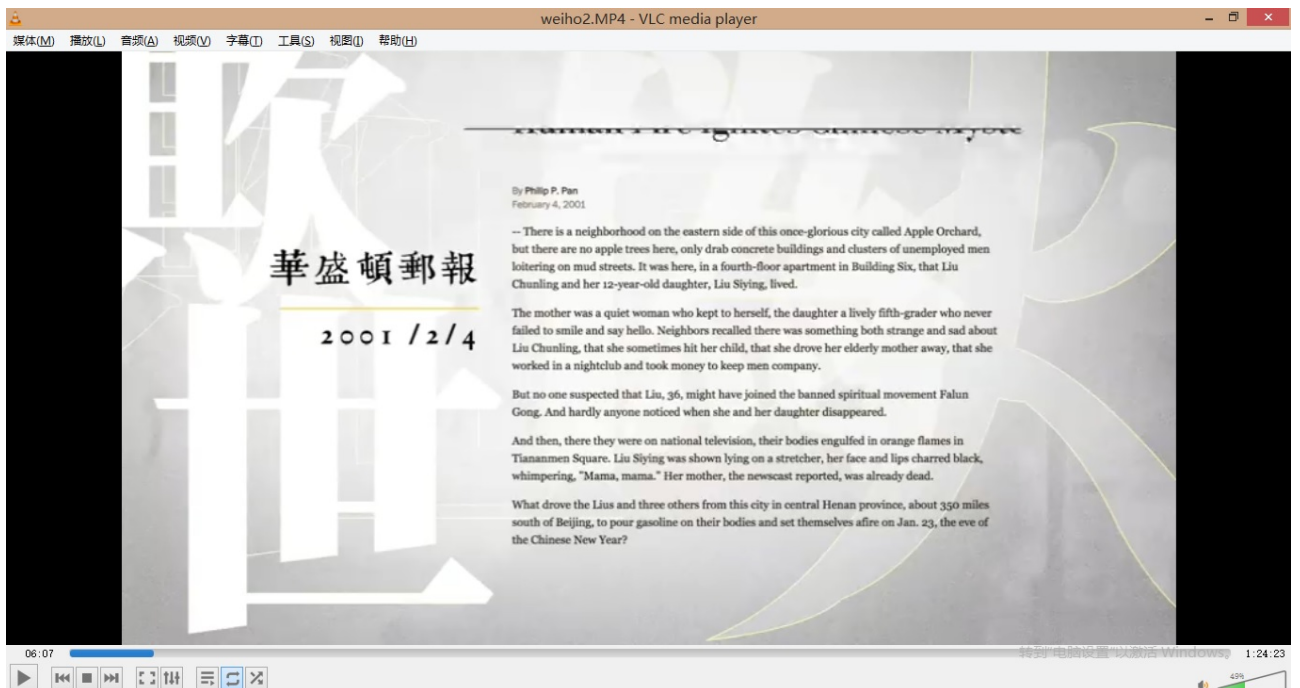 weiho2.MP4 - VLC media player
媒体(M) 播放(L) 音频(A) 视频(V) 字幕(T) 工具(S) 视图(I) 帮助(H)
By Philip P. Pan
February 4, 2001
-- There is a neighborhood on the eastern side of this once-glorious city called Apple Orchard,
but there are no apple trees here, only drab concrete buildings and clusters of unemployed men
loitering on mud streets. It was here, in a fourth-floor apartment in Building Six, that Liu
Chunling and her 12-year-old daughter, Liu Siying, lived.
The mother was a quiet woman who kept to herself, the daughter a lively fifth-grader who never
failed to smile and say hello. Neighbors recalled there was something both strange and sad about
Liu Chunling, that she sometimes hit her child, that she drove her elderly mother away, that she
worked in a nightclub and took money to keep men company.
But no one suspected that Liu, 36, might have joined the banned spiritual movement Falun
Gong. And hardly anyone noticed when she and her daughter disappeared.
And then, there they were on national television, their bodies engulfed in orange flames in
Tiananmen Square. Liu Siying was shown lying on a stretcher, her face and lips charred black,
whimpering, "Mama, mama." Her mother, the newscast reported, was already dead.
What drove the Lius and three others from this city in central Henan province, about 350 miles
south of Beijing, to pour gasoline on their bodies and set themselves afire on Jan. 23, the eve of
the Chinese New Year?
華盛頓郵報
2001 /2/4
世
06:07
转到"电脑设置"以激活 Windows。
1:24:23
49%